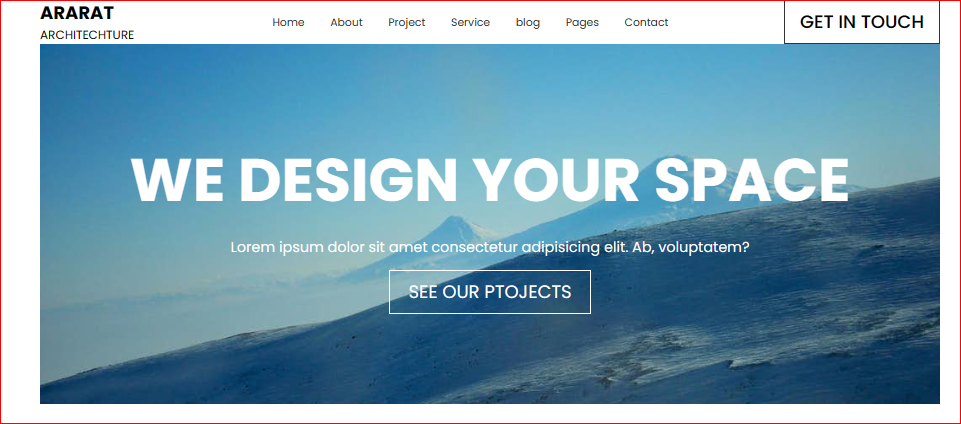 ARARAT
ARCHITECHTURE
Home About Project Service blog Pages Contact
GET IN TOUCH
WE DESIGN YOUR SPACE
Lorem ipsum dolor sit amet consectetur adipisicing elit. Ab, voluptatem?
SEE OUR PTOJECTS